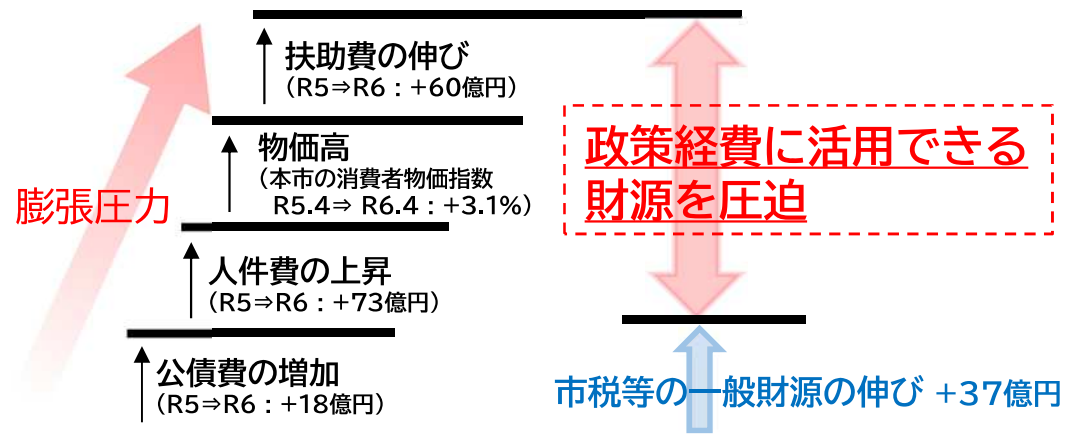 扶助費の伸び
（R5⇒R6：+60億円）
物価高
（本市の消費者物価指数
R5.4⇒ R6.4：+3.1%）
膨張圧力
人件費の上昇
（R5⇒R6：+73億円）
公債費の増加
（R5⇒R6：+18億円）
政策経費に活用できる
財源を圧迫
市税等の一般財源の伸び +37億円